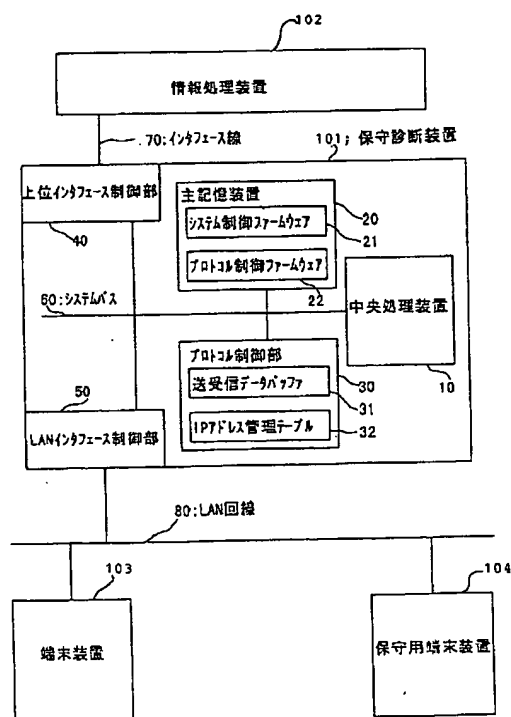 102
情報処理装置
70:インタフェース線
101; 保守診断装置
上位インタフェース制御部
40
主記憶装置
20
システム制御ファームウェア
21
プロトコル制御ファームウェア
22
60:システムバス
中央処理装置
10
プロトコル制御部
30
送受信データバッファ
31
IPアドレス管理テーブル
32
50
LANインタフェース制御部
80:LAN回線
103
端末装置
104
保守用端末装置